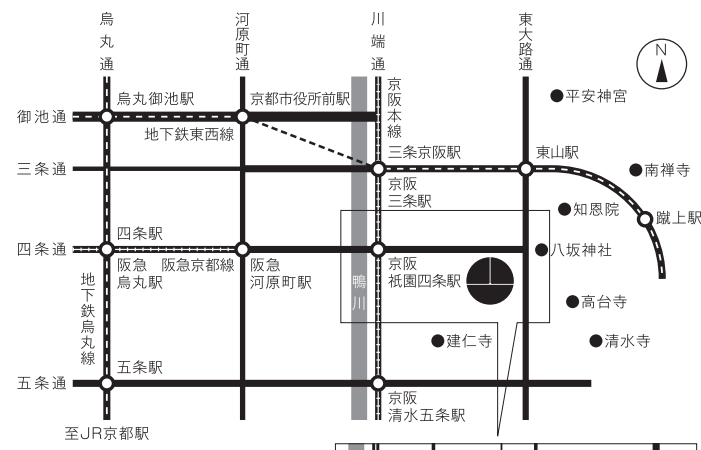 烏丸通
河原町通
川端通
東大路通
N
烏丸御池駅
京都市役所前駅
京阪本線
平安神宮
御池通
地下鉄東西線
三条通
三条京阪駅
東山駅
南禅寺
京阪
三条駅
知恩院
蹴上駅
四条駅
四条通
八坂神社
阪急
烏丸駅
阪急京都線
阪急
河原町駅
京阪
祇園四条駅
鴨川
地下鉄烏丸線
高台寺
建仁寺
清水寺
五条駅
五条通
京阪
清水五条駅
至JR京都駅